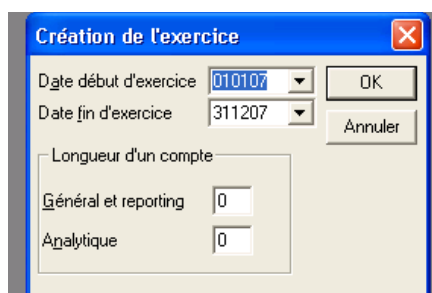 Création de l'exercice
Date début d'exercice 010107 OK
Date fin d'exercice 311207 Annuler
Longueur d'un compte
Général et reporting 0
Analytique 0